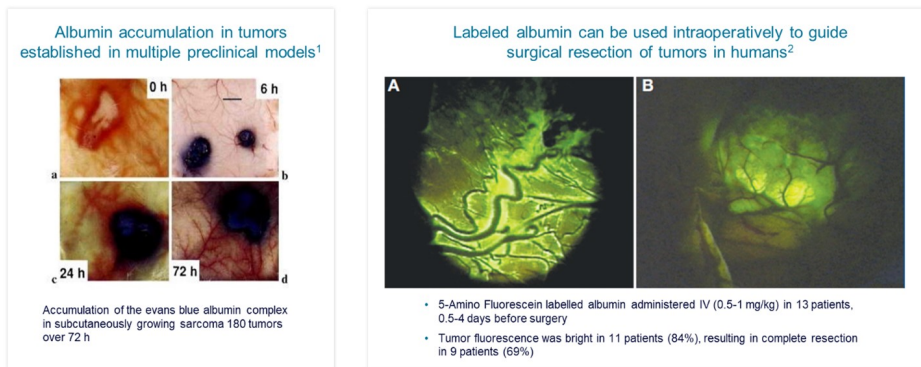 Albumin accumulation in tumors
established in multiple preclinical models¹
0 h
6 h
a
b
24 h
72 h
c
d
Accumulation of the evans blue albumin complex
in subcutaneously growing sarcoma 180 tumors
over 72 h
Labeled albumin can be used intraoperatively to guide
surgical resection of tumors in humans²
A
B
• 5-Amino Fluorescein labelled albumin administered IV (0.5-1 mg/kg) in 13 patients,
0.5-4 days before surgery
• Tumor fluorescence was bright in 11 patients (84%), resulting in complete resection
in 9 patients (69%)